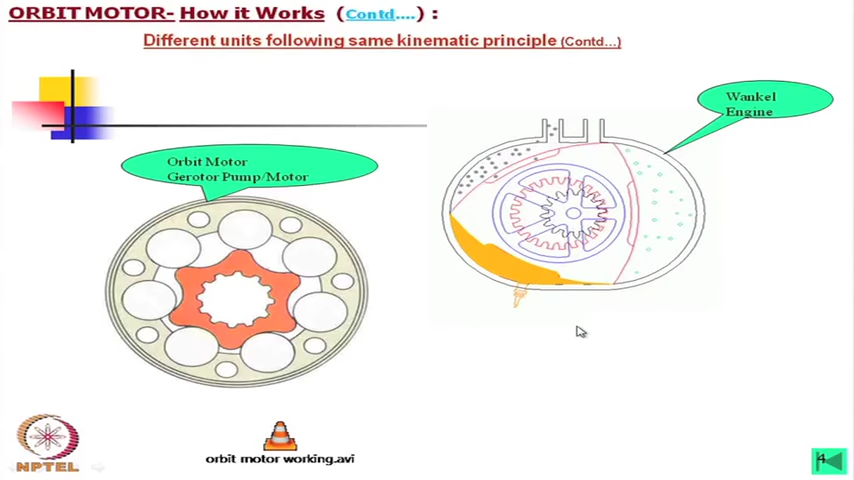 ORBIT MOTOR- How it Works (Contd....) :
Different units following same kinematic principle (Contd...)
Wankel
Engine
Orbit Motor
Gerotor Pump/Motor
NPTEL
orbit motor working.avi
4